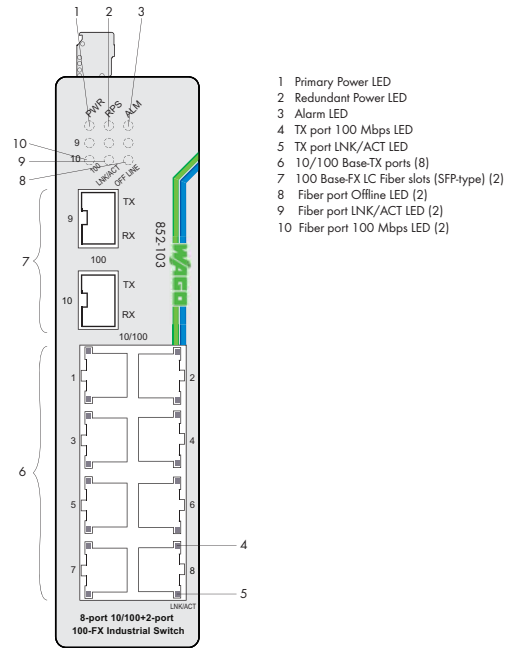 1 2 3
PWR RPS ALM
9
10
10
9
8
100 LNK/ACT OFF LINE
TX
9
RX
100
852-103
WAGO
7
TX
10
RX
10/100
1 2
3 4
6
5 6
4
7 8
5
LNK/ACT
8-port 10/100+2-port
100-FX Industrial Switch
1 Primary Power LED
2 Redundant Power LED
3 Alarm LED
4 TX port 100 Mbps LED
5 TX port LNK/ACT LED
6 10/100 Base-TX ports (8)
7 100 Base-FX LC Fiber slots (SFP-type) (2)
8 Fiber port Offline LED (2)
9 Fiber port LNK/ACT LED (2)
10 Fiber port 100 Mbps LED (2)